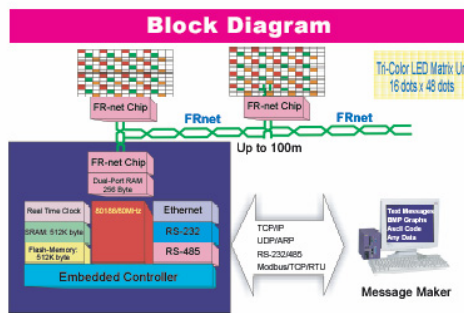 Block Diagram
Tri-Color LED Matrix Un
16 dots x 48 dots
FR-net Chip
FR-net Chip
FRnet
FRnet
Up to 100m
FR-net Chip
Dual-Port RAM
256 Byte
Real Time Clock
80186/80MHz
Ethernet
SRAM: 512K byte
RS-232
Flash-Memory:
512K byte
RS-485
Embedded Controller
TCP/IP
UDP/ARP
RS-232/485
Modbus/TCP/RTU
Text Messages
BMP Graphs
Ascii Code
Any Data
Message Maker